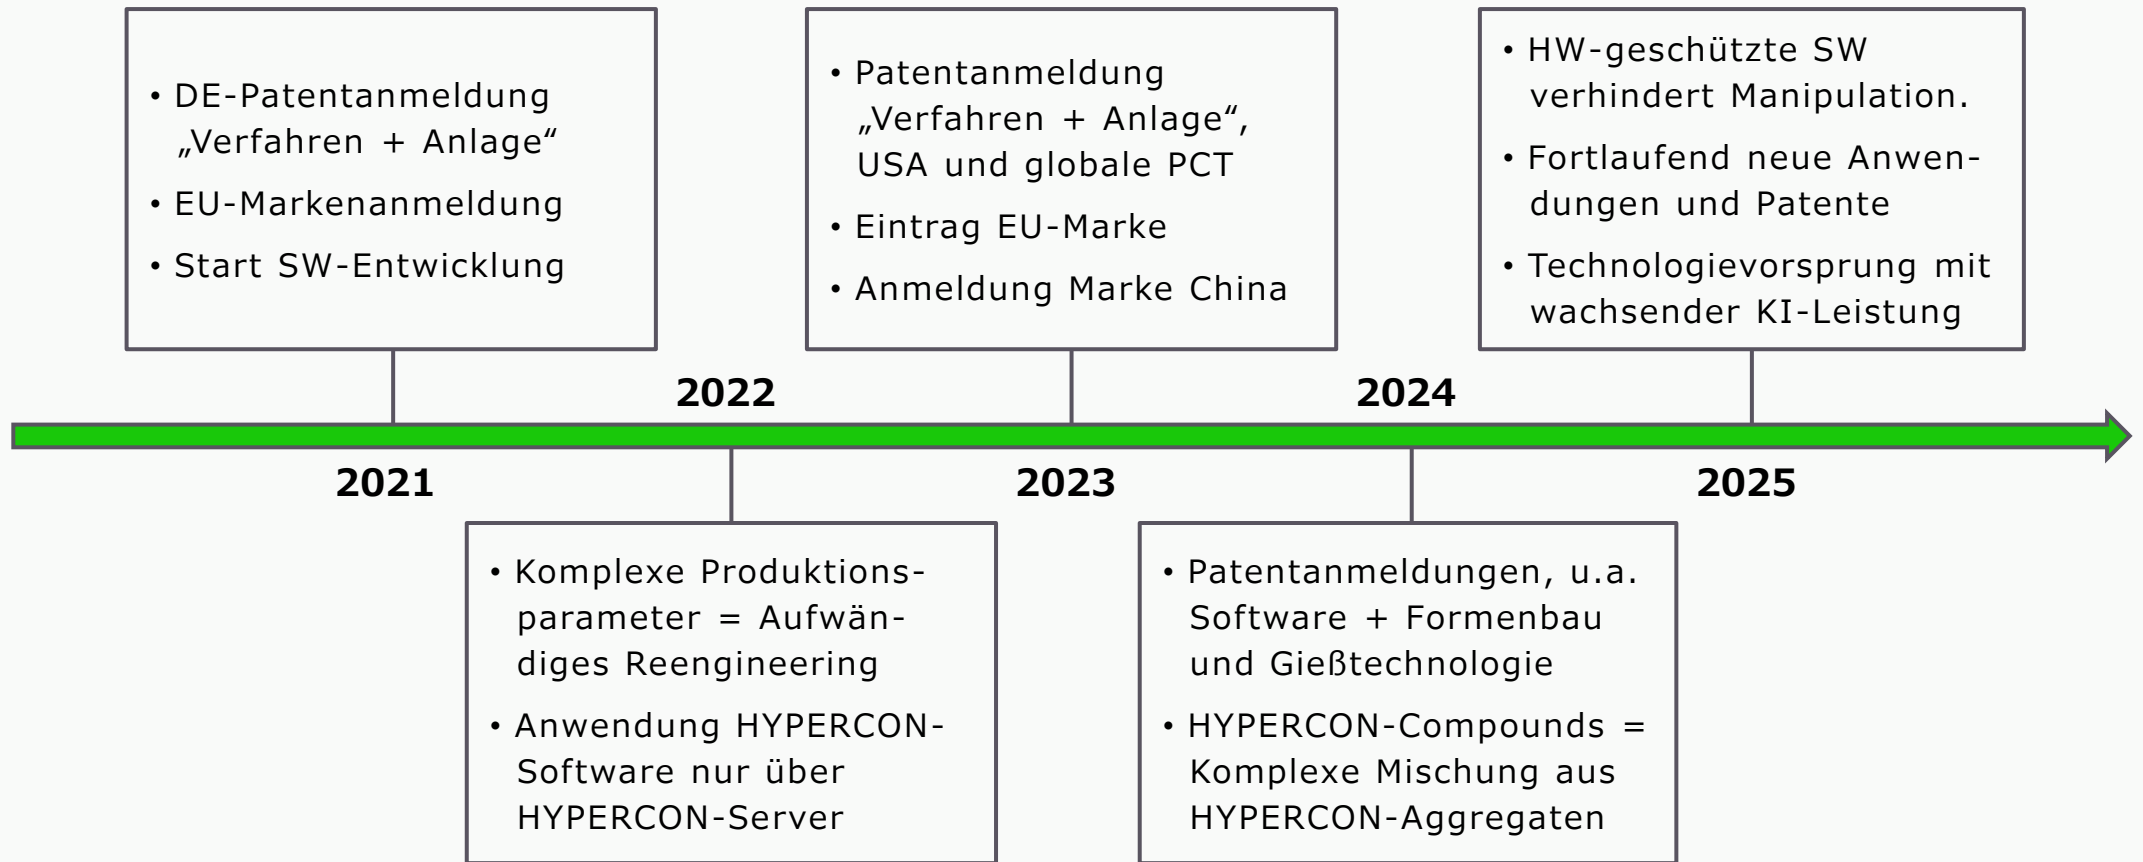 • DE-Patentanmeldung
„Verfahren + Anlage“
• EU-Markenanmeldung
• Start SW-Entwicklung
• Patentanmeldung
„Verfahren + Anlage“,
USA und globale PCT
• Eintrag EU-Marke
• Anmeldung Marke China
• HW-geschützte SW
verhindert Manipulation.
• Fortlaufend neue Anwen-
dungen und Patente
• Technologievorsprung mit
wachsender KI-Leistung
2022
2024
2021
2023
2025
• Komplexe Produktions-
parameter = Aufwän-
diges Reengineering
• Anwendung HYPERCON-
Software nur über
HYPERCON-Server
• Patentanmeldungen, u.a.
Software + Formenbau
und Gießtechnologie
• HYPERCON-Compounds =
Komplexe Mischung aus
HYPERCON-Aggregaten